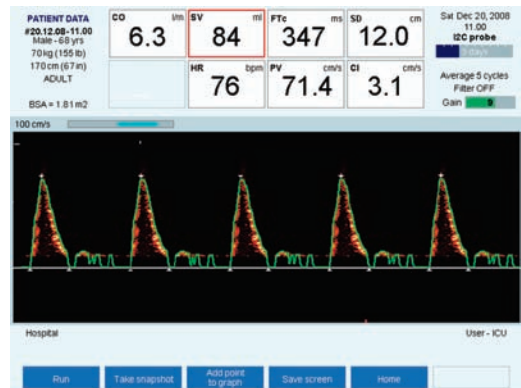 PATIENT DATA
#20.12.08-11.00
Male - 68 yrs
70 kg (155 lb)
170 cm (67 in)
ADULT
BSA = 1.81 m2
CO l/m
6.3
SV ml
84
FTc ms
347
SD cm
12.0
HR bpm
76
PV cm/s
71.4
CI cm/s
3.1
Sat Dec 20, 2008
11.00
I2C probe
5 days
Average 5 cycles
Filter OFF
Gain 9
100 cm/s
Hospital
User - ICU
Run
Take snapshot
Add point
to graph
Save screen
Home